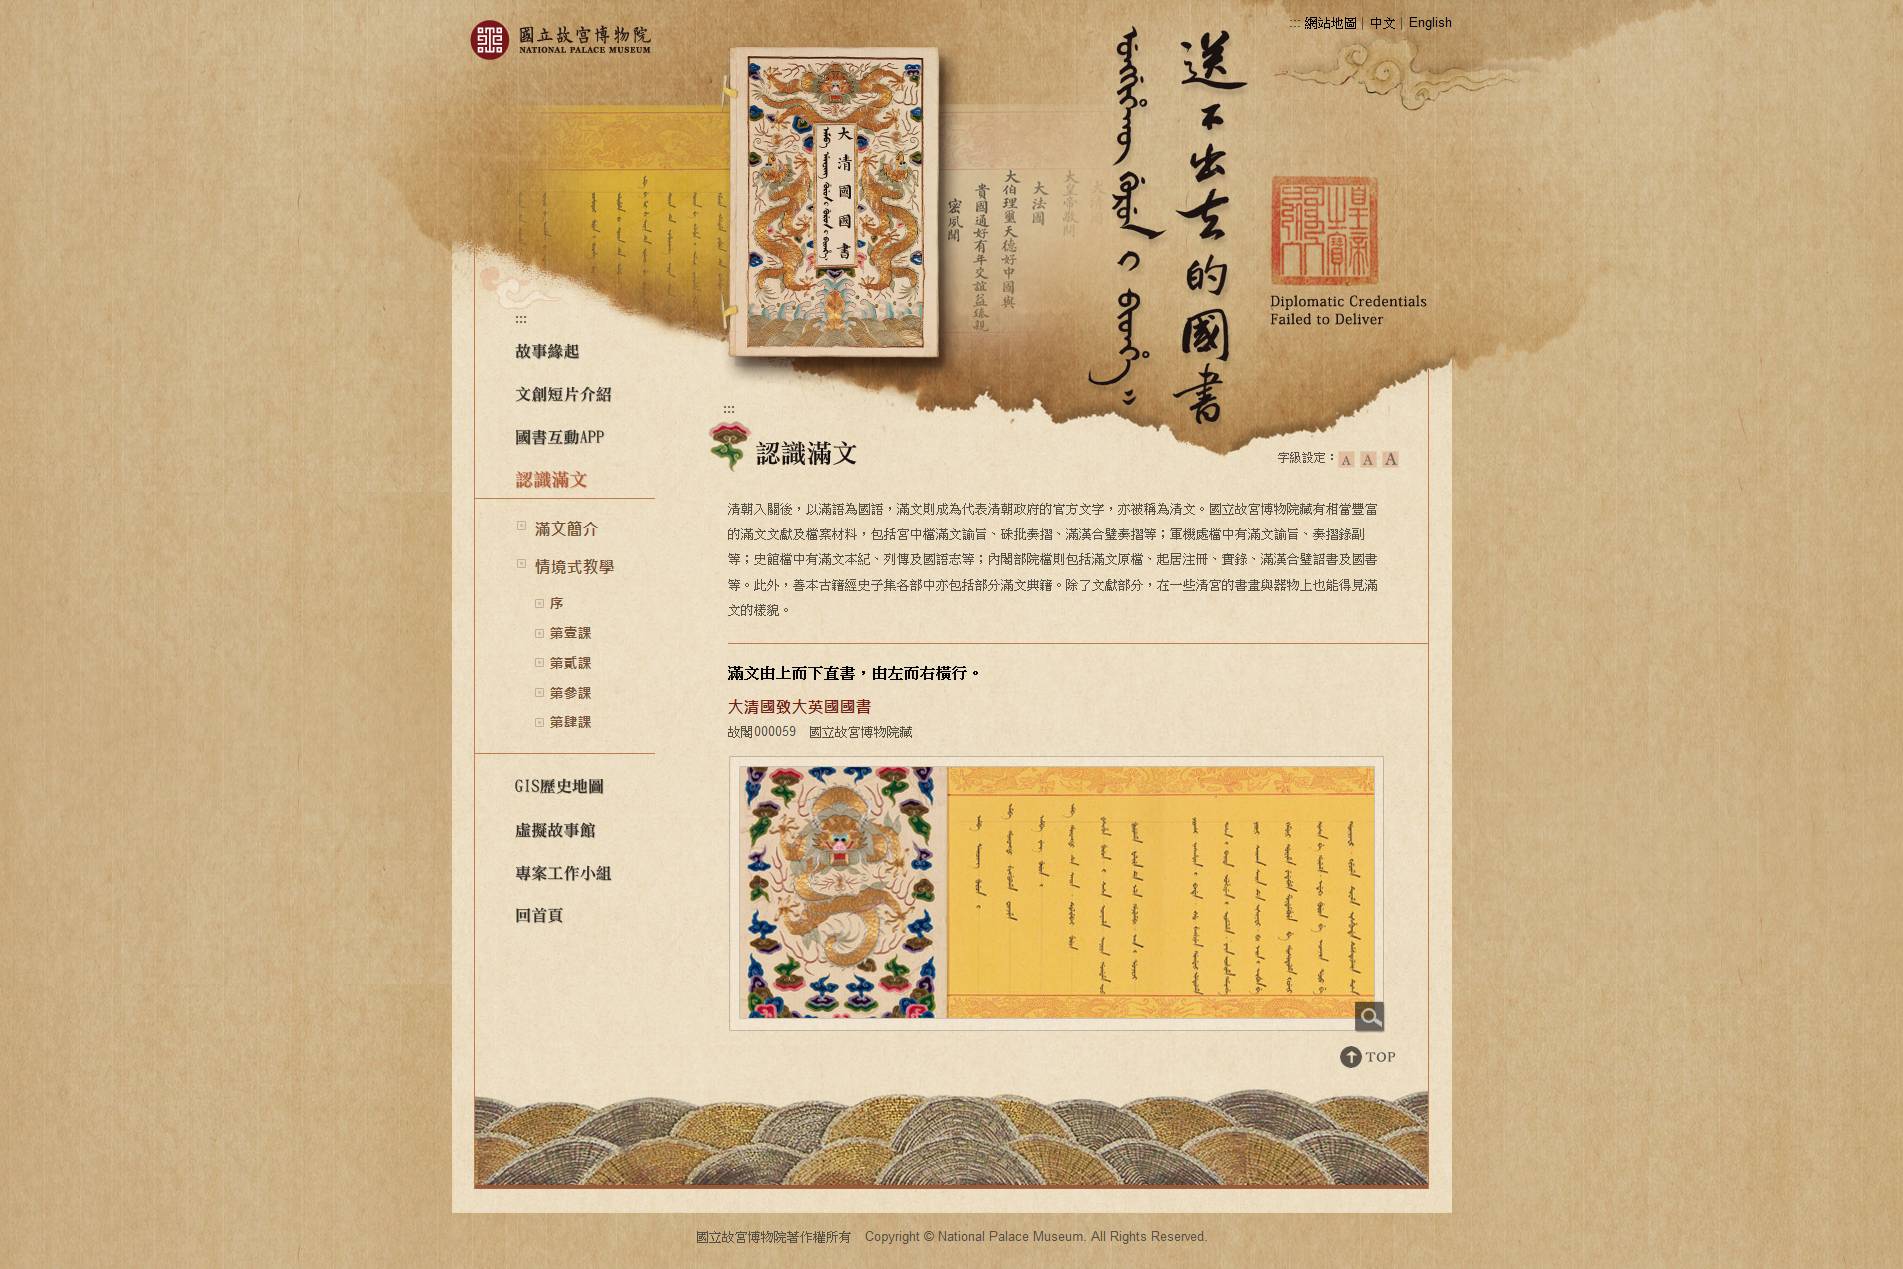 國立故宮博物院
NATIONAL PALACE MUSEUM
::: 網站地圖 | 中文 | English
大清國國書
大皇帝敬問
大法國
大伯理璽天德好中國與
貴國通好有年交誼益臻親
密夙聞
送不出去的國書
皇帝之寶
Diplomatic Credentials
Failed to Deliver
:::
故事緣起
文創短片介紹
國書互動APP
認識滿文
滿文簡介
情境式教學
序
第壹課
第貳課
第參課
第肆課
GIS歷史地圖
虛擬故事館
專案工作小組
回首頁
:::
認識滿文
字級設定：A A A
清朝入關後，以滿語為國語，滿文則成為代表清朝政府的官方文字，亦被稱為清文。國立故宮博物院藏有相當豐富
的滿文文獻及檔案材料，包括宮中檔滿文諭旨、硃批奏摺、滿漢合璧奏摺等；軍機處檔中有滿文諭旨、奏摺錄副
等；史館檔中有滿文本紀、列傳及國語志等；內閣部院檔則包括滿文原檔、起居注冊、實錄、滿漢合璧詔書及國書
等。此外，善本古籍經史子集各部中亦包括部分滿文典籍。除了文獻部分，在一些清宮的書畫與器物上也能得見滿
文的樣貌。
滿文由上而下直書，由左而右橫行。
大清國致大英國國書
故閣000059　國立故宮博物院藏
TOP
國立故宮博物院著作權所有　Copyright © National Palace Museum. All Rights Reserved.